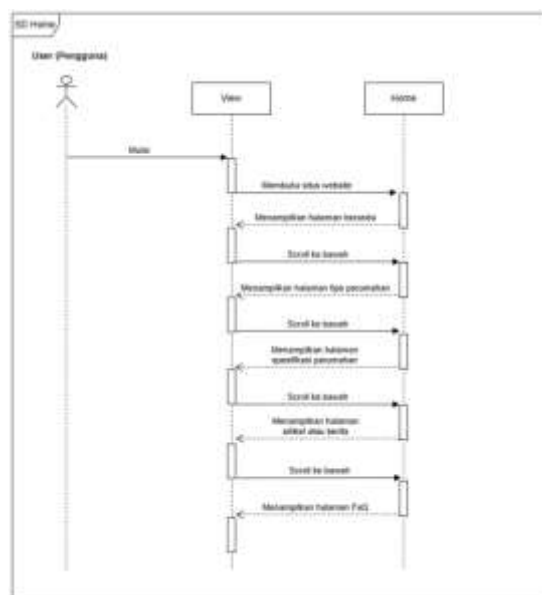 SD Home
User (Pengguna)
View
Home
Mulai
Membuka situs website
Menampilkan halaman beranda
Scroll ke bawah
Menampilkan halaman tipe perumahan
Scroll ke bawah
Menampilkan halaman
spesifikasi perumahan
Scroll ke bawah
Menampilkan halaman
artikel atau berita
Scroll ke bawah
Menampilkan halaman FaQ